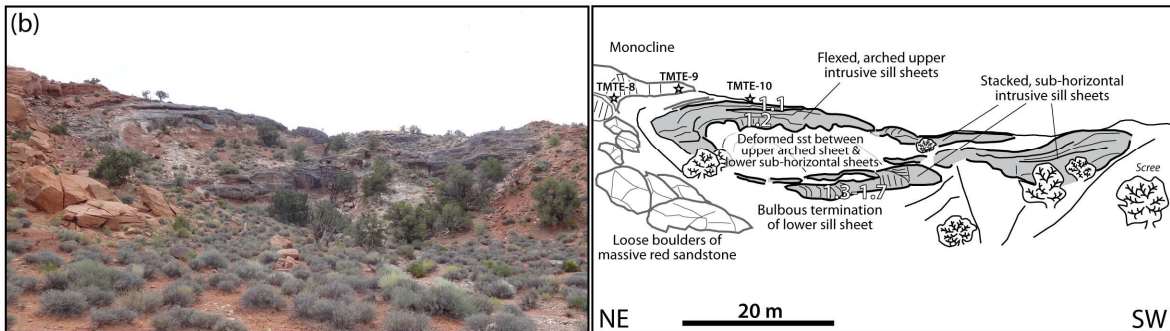 (b)
Monocline
TMTE-8
TMTE-9
TMTE-10
Flexed, arched upper
intrusive sill sheets
Stacked, sub-horizontal
intrusive sill sheets
1.1
1.2
Deformed sst between
upper arched sheet &
lower sub-horizontal sheets
1.3-1.7
Bulbous termination
of lower sill sheet
Loose boulders of
massive red sandstone
Scree
NE
20 m
SW